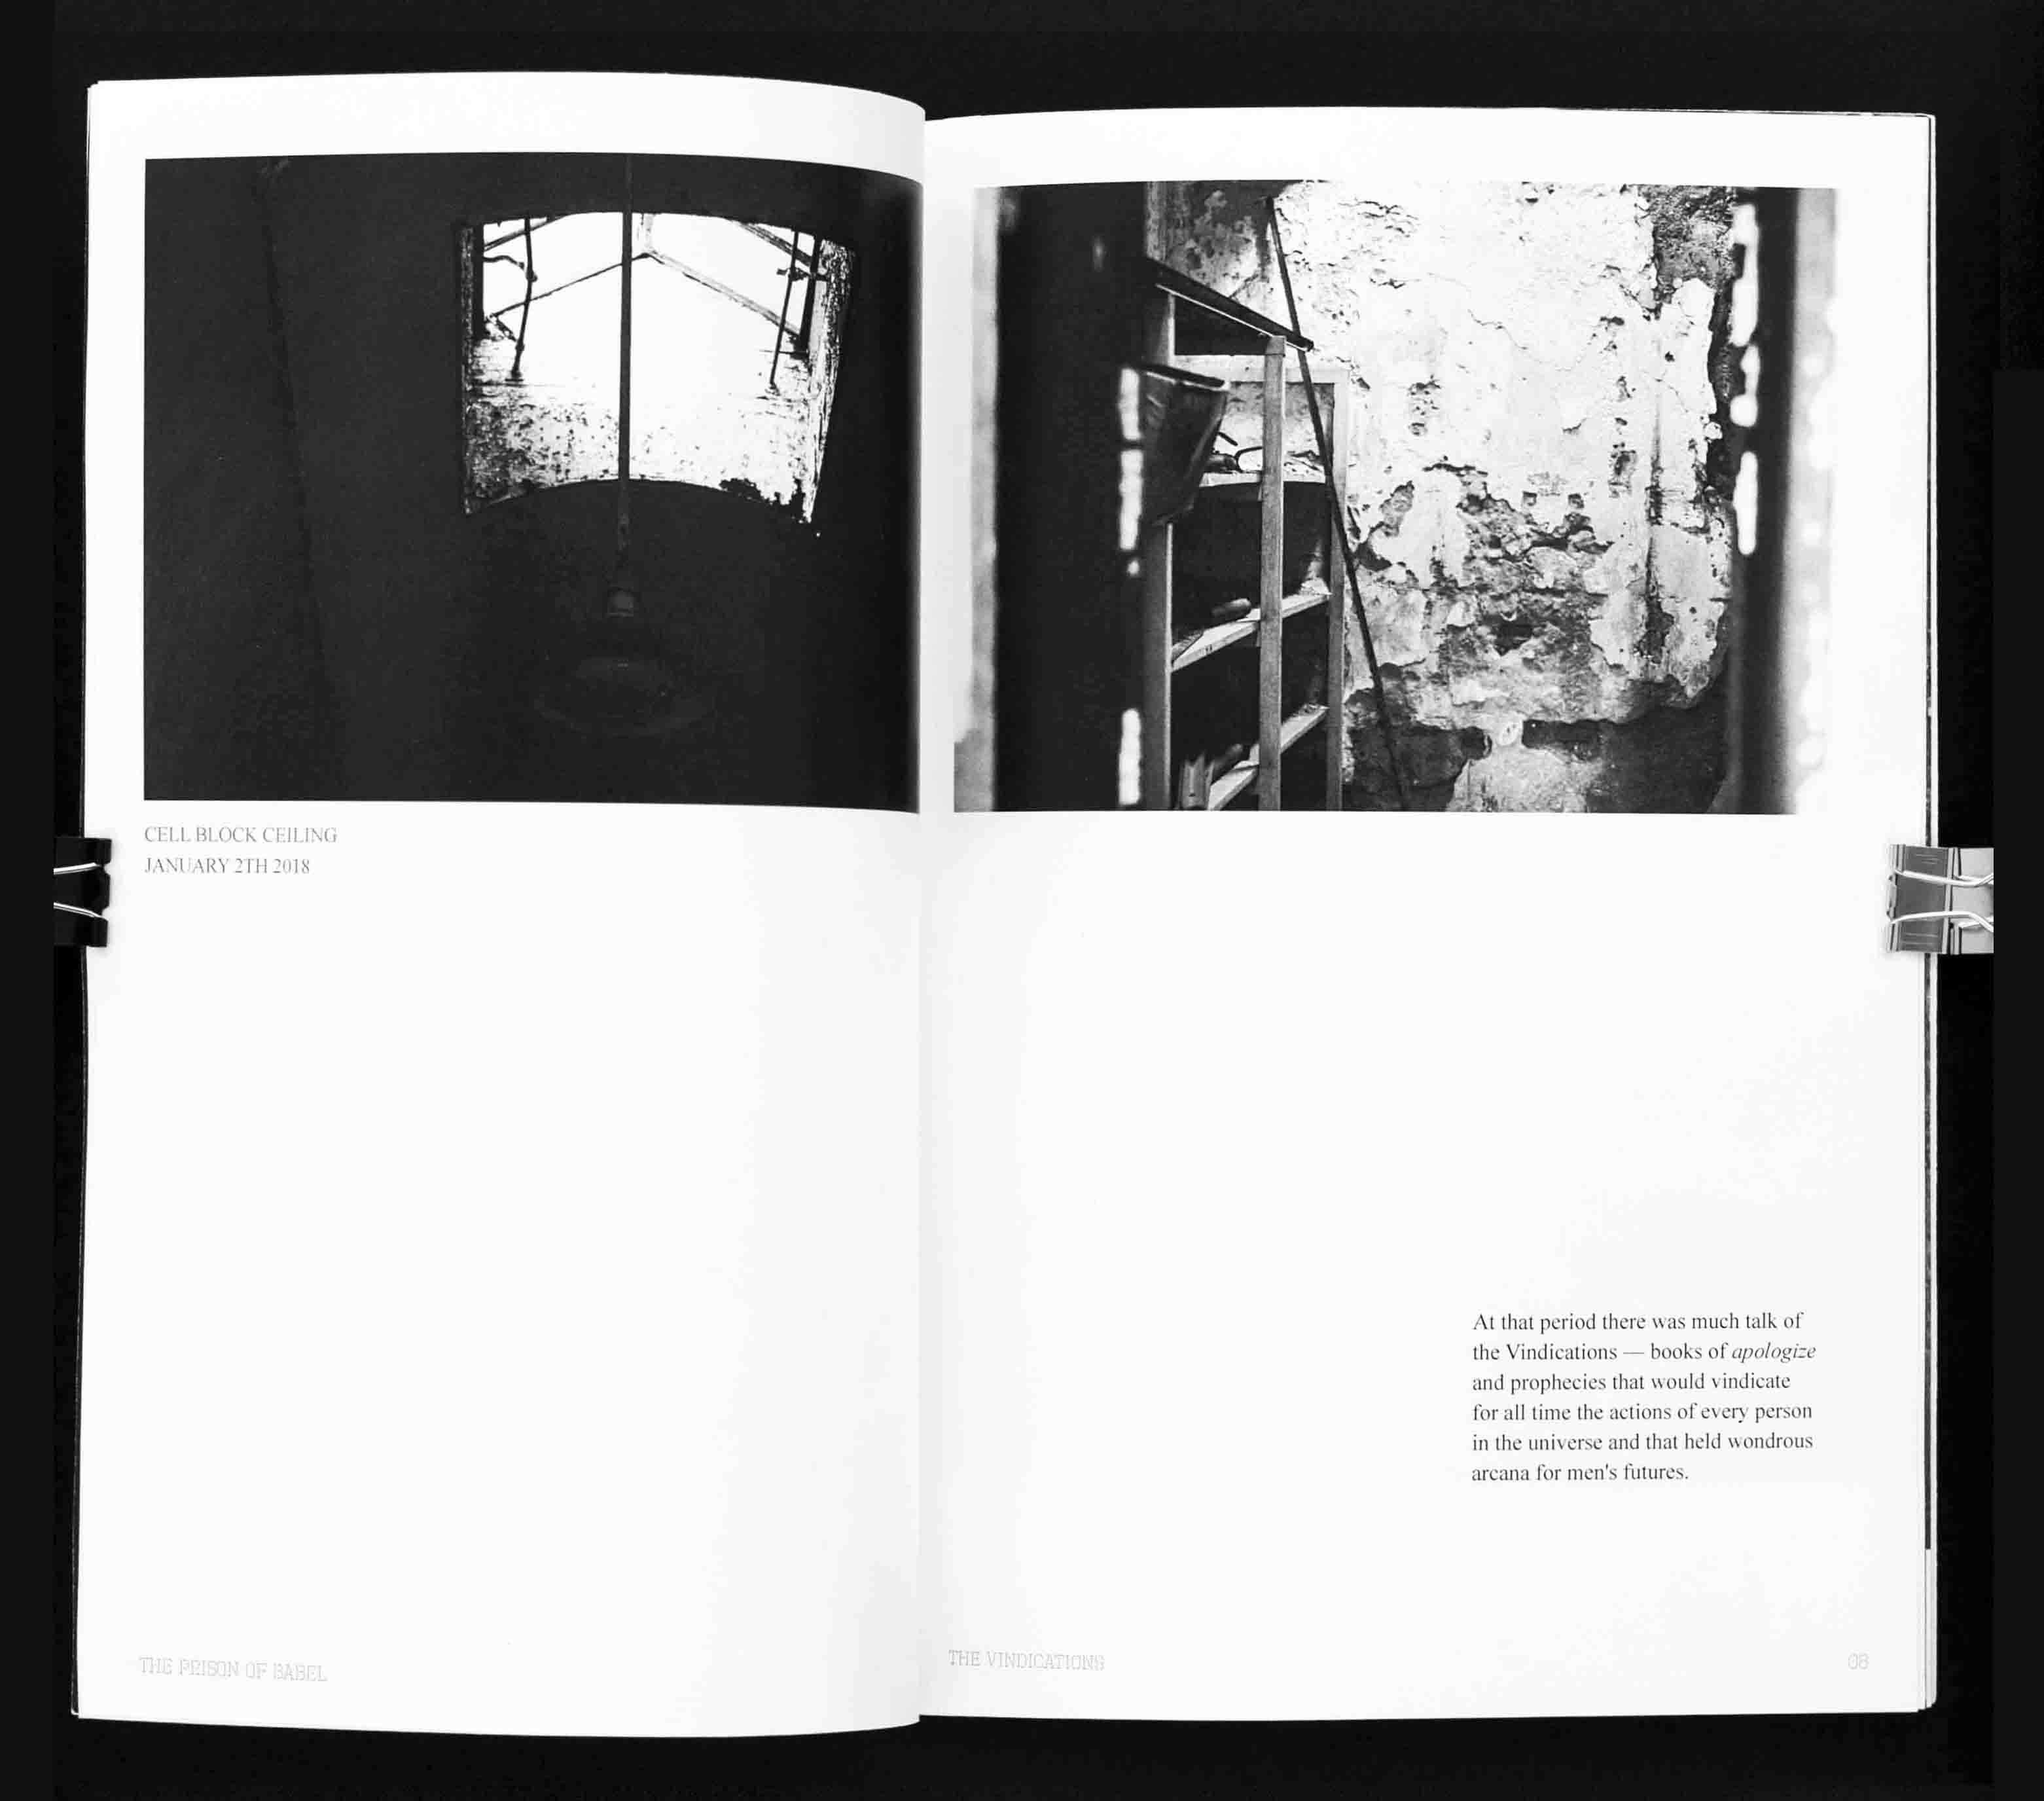 CELL BLOCK CEILING
JANUARY 2TH 2018
THE PRISON OF BABEL
At that period there was much talk of
the Vindications — books of apologize
and prophecies that would vindicate
for all time the actions of every person
in the universe and that held wondrous
arcana for men's futures.
THE VINDICATIONS
08